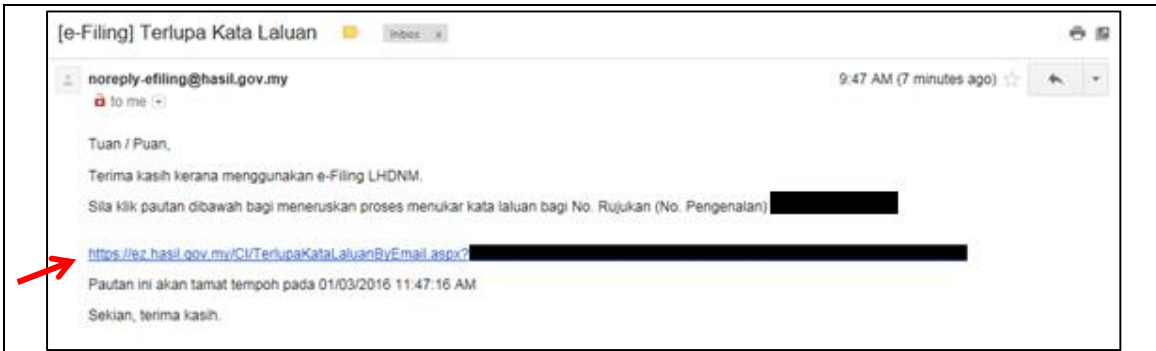 [e-Filing] Terlupa Kata Laluan Inbox x
noreply-efiling@hasil.gov.my 9:47 AM (7 minutes ago)
to me
Tuan / Puan,
Terima kasih kerana menggunakan e-Filing LHDNM.
Sila klik pautan dibawah bagi meneruskan proses menukar kata laluan bagi No. Rujukan (No. Pengenalan)
https://ez.hasil.gov.my/CI/TerlupaKataLaluanByEmail.aspx?
Pautan ini akan tamat tempoh pada 01/03/2016 11:47:16 AM
Sekian, terima kasih.